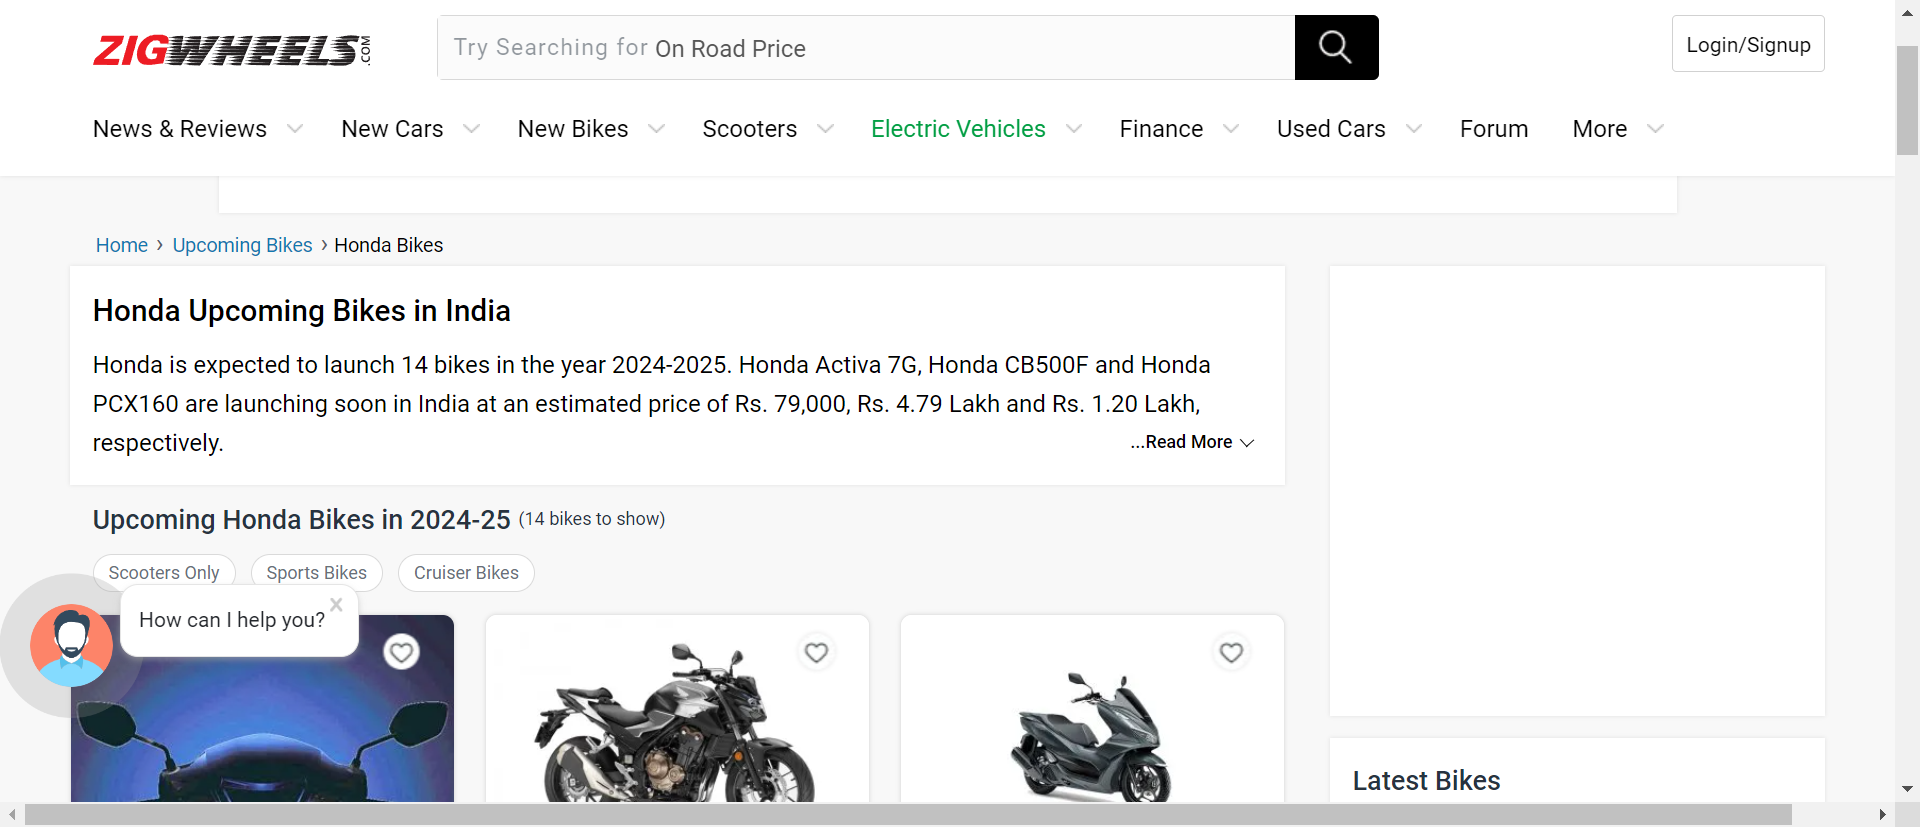 ZIGWHEELS.COM
Try Searching for On Road Price
Login/Signup
News & Reviews New Cars New Bikes Scooters Electric Vehicles Finance Used Cars Forum More
Home › Upcoming Bikes › Honda Bikes
Honda Upcoming Bikes in India
Honda is expected to launch 14 bikes in the year 2024-2025. Honda Activa 7G, Honda CB500F and Honda
PCX160 are launching soon in India at an estimated price of Rs. 79,000, Rs. 4.79 Lakh and Rs. 1.20 Lakh,
respectively.
...Read More
Upcoming Honda Bikes in 2024-25 (14 bikes to show)
Scooters Only Sports Bikes Cruiser Bikes
How can I help you?
Latest Bikes